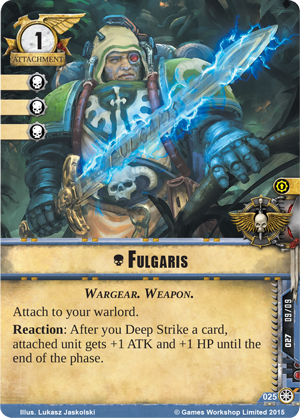 1
ATTACHMENT
FULGARIS
WARGEAR. WEAPON.
Attach to your warlord.
Reaction: After you Deep Strike a card,
attached unit gets +1 ATK and +1 HP until
the end of the phase.
027 09/09
025
Illus. Lukasz Jaskolski
© Games Workshop Limited 2015